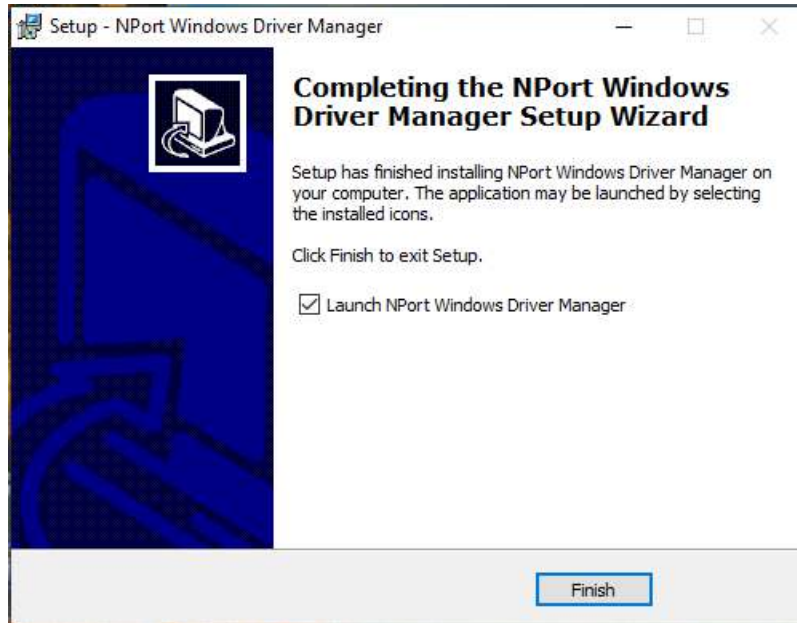 Setup - NPort Windows Driver Manager
Completing the NPort Windows
Driver Manager Setup Wizard
Setup has finished installing NPort Windows Driver Manager on
your computer. The application may be launched by selecting
the installed icons.
Click Finish to exit Setup.
Launch NPort Windows Driver Manager
Finish